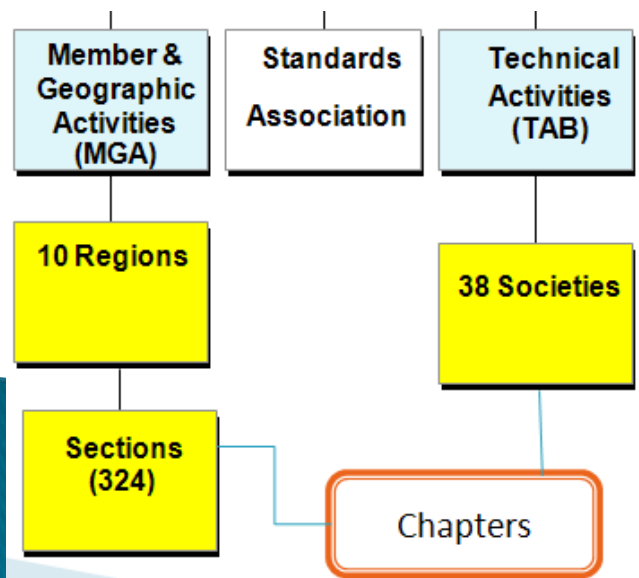 Member &
Geographic
Activities
(MGA)
Standards
Association
Technical
Activities
(TAB)
10 Regions
38 Societies
Sections
(324)
Chapters